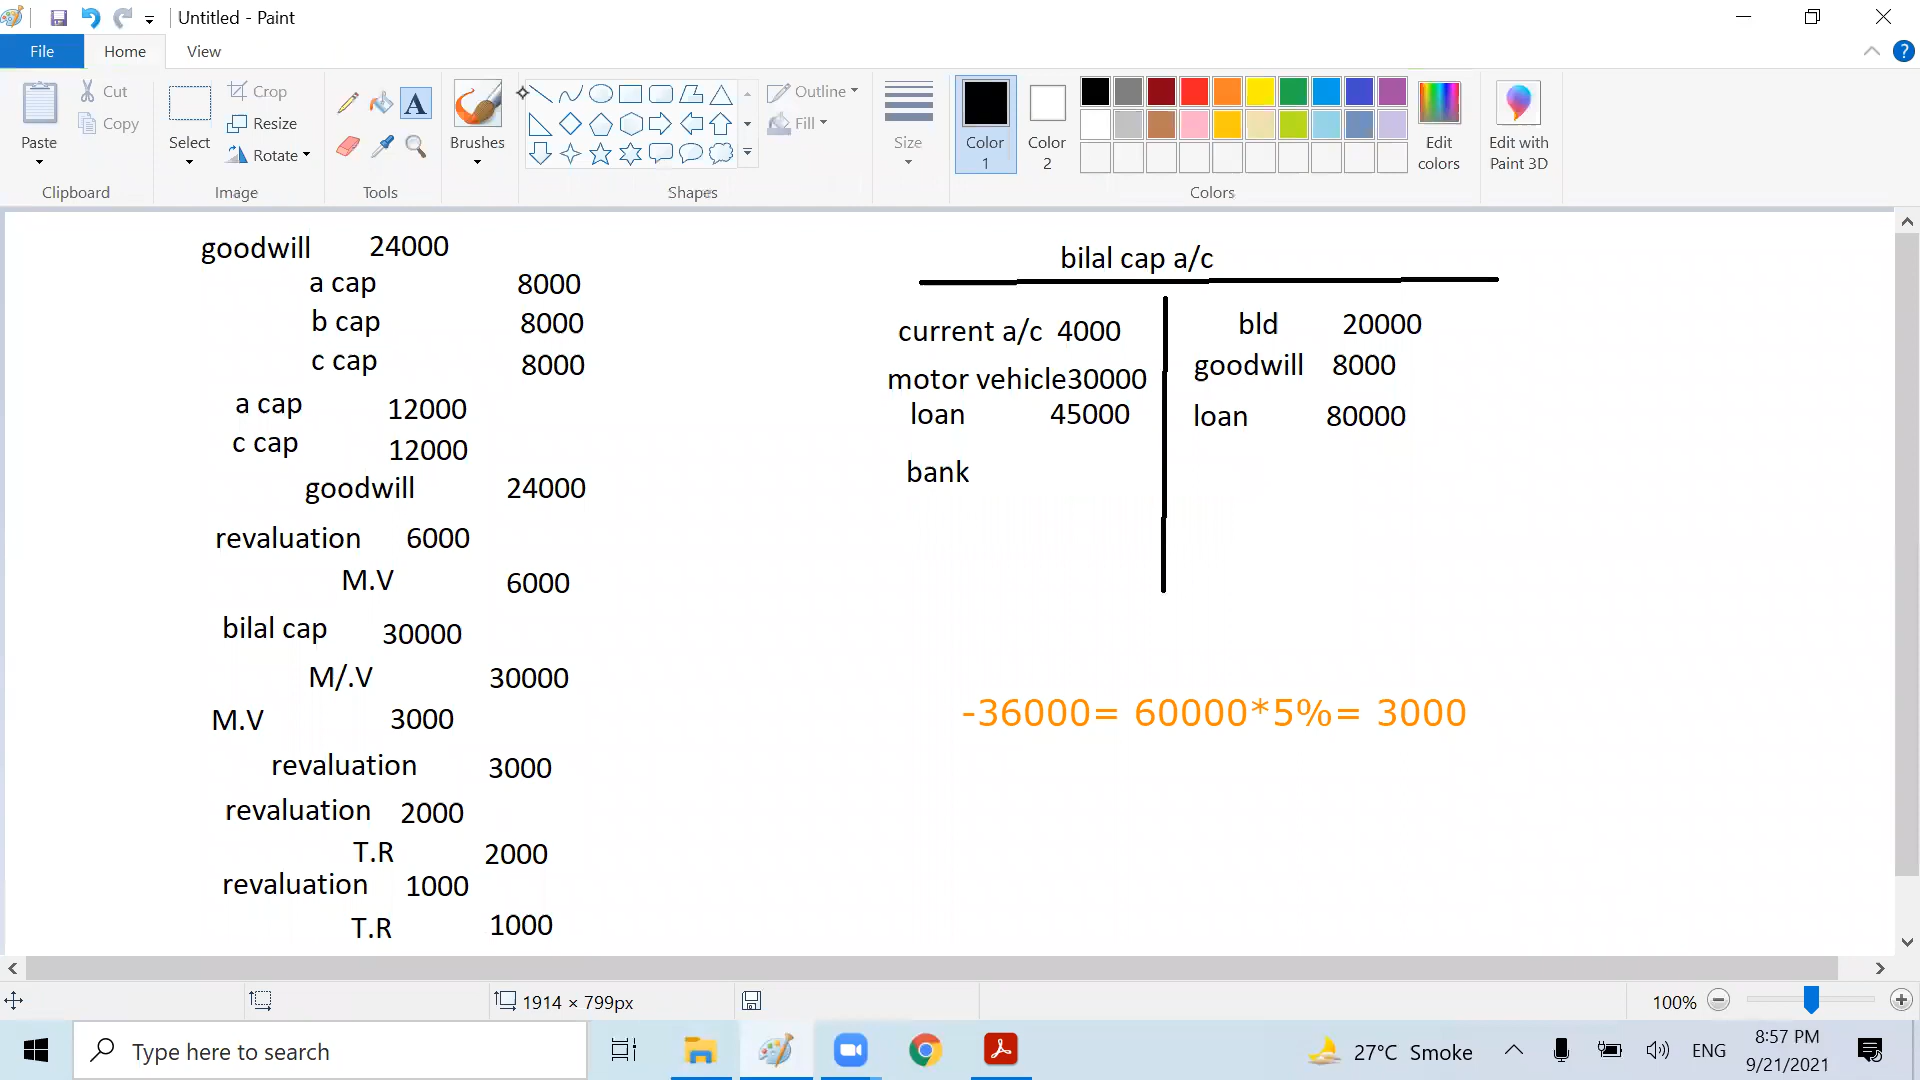 Untitled - Paint
File Home View
Paste
Cut
Copy
Clipboard
Select
Crop
Resize
Rotate
Image
A
Tools
Brushes
Shapes
Outline
Fill
Size
Color 1
Color 2
Colors
Edit colors
Edit with Paint 3D
?
goodwill 24000
a cap 8000
b cap 8000
c cap 8000
a cap 12000
c cap 12000
goodwill 24000
revaluation 6000
M.V 6000
bilal cap 30000
M/.V 30000
M.V 3000
revaluation 3000
revaluation 2000
T.R 2000
revaluation 1000
T.R 1000
bilal cap a/c
current a/c 4000 bld 20000
goodwill 8000
motor vehicle30000
loan 45000 loan 80000
bank
-36000= 60000*5%= 3000
1914 × 799px
100%
Type here to search
27°C Smoke
ENG
8:57 PM
9/21/2021